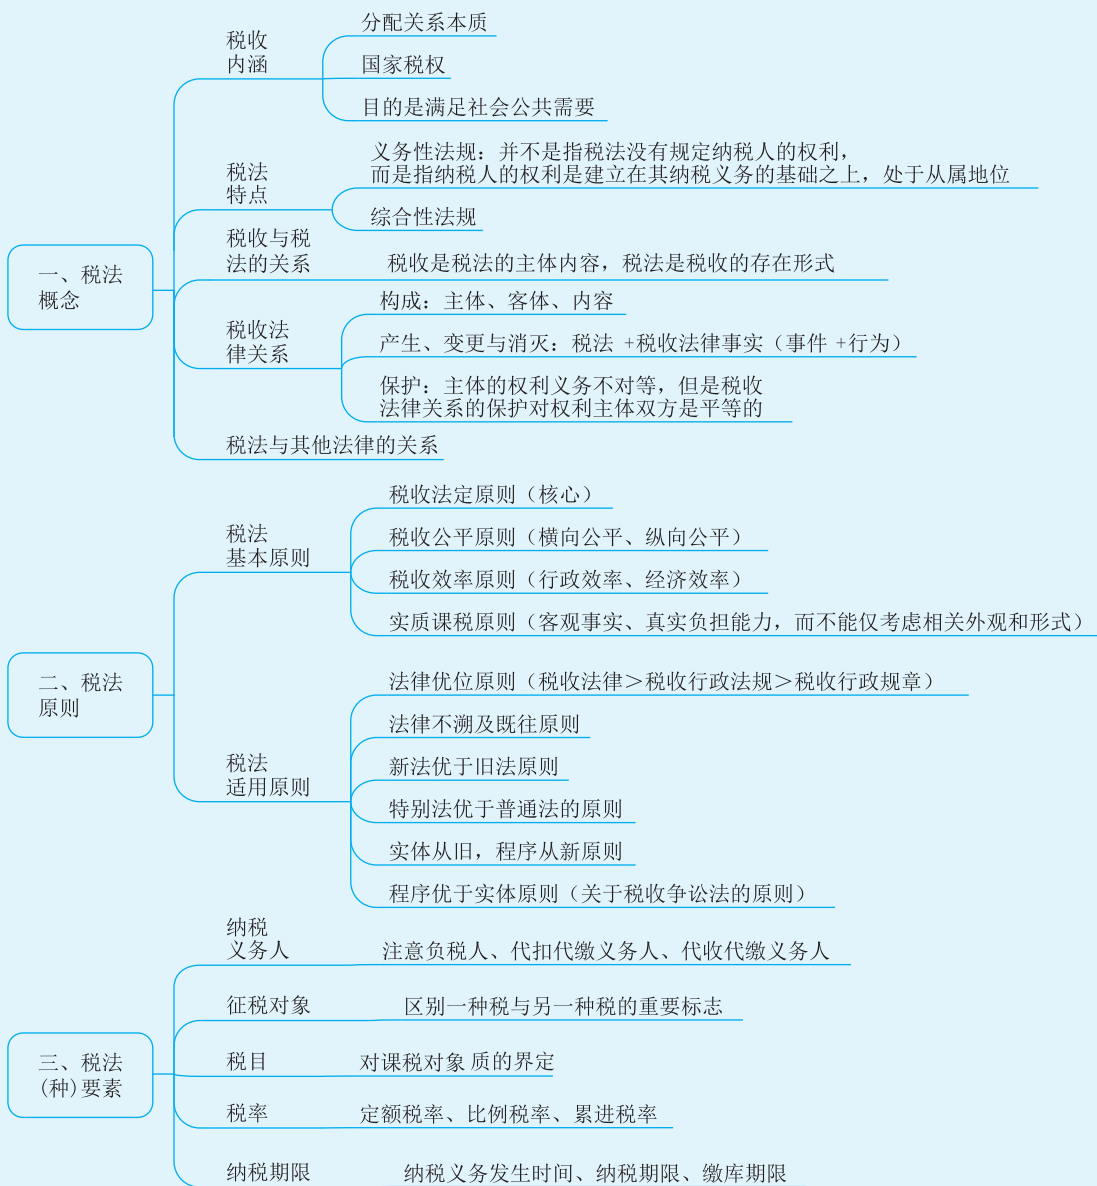 一、税法
概念
税收
内涵
分配关系本质
国家税权
目的是满足社会公共需要
税法
特点
义务性法规：并不是指税法没有规定纳税人的权利，
而是指纳税人的权利是建立在其纳税义务的基础之上，处于从属地位
综合性法规
税收与税
法的关系
税收是税法的主体内容，税法是税收的存在形式
税收法
律关系
构成：主体、客体、内容
产生、变更与消灭：税法 +税收法律事实（事件 +行为）
保护：主体的权利义务不对等，但是税收
法律关系的保护对权利主体双方是平等的
税法与其他法律的关系
二、税法
原则
税法
基本原则
税收法定原则（核心）
税收公平原则（横向公平、纵向公平）
税收效率原则（行政效率、经济效率）
实质课税原则（客观事实、真实负担能力，而不能仅考虑相关外观和形式）
税法
适用原则
法律优位原则（税收法律＞税收行政法规＞税收行政规章）
法律不溯及既往原则
新法优于旧法原则
特别法优于普通法的原则
实体从旧，程序从新原则
程序优于实体原则（关于税收争讼法的原则）
三、税法
(种)要素
纳税
义务人
注意负税人、代扣代缴义务人、代收代缴义务人
征税对象
区别一种税与另一种税的重要标志
税目
对课税对象 质的界定
税率
定额税率、比例税率、累进税率
纳税期限
纳税义务发生时间、纳税期限、缴库期限